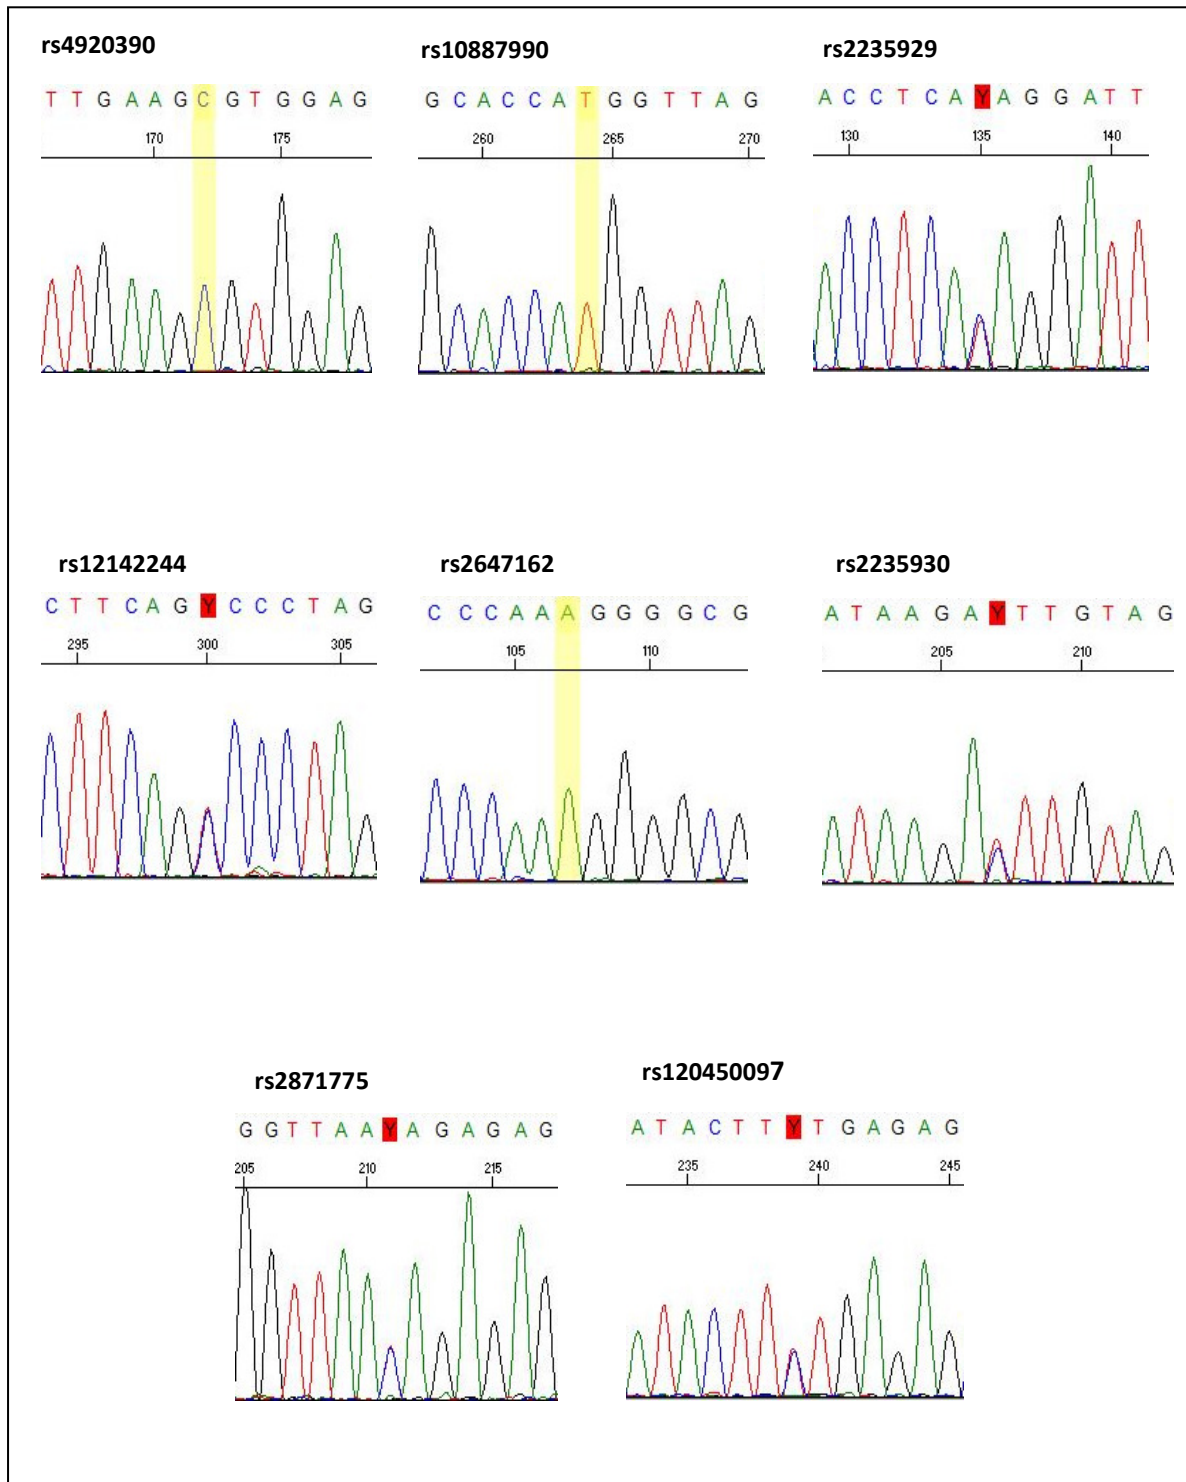 rs4920390
T T G A A G C G T G G A G
170 175
rs10887990
G C A C C A T G G T T A G
260 265 270
rs2235929
A C C T C A Y A G G A T T
130 135 140
rs12142244
C T T C A G Y C C C T A G
295 300 305
rs2647162
C C C A A A G G G G C G
105 110
rs2235930
A T A A G A Y T T G T A G
205 210
rs2871775
G G T T A A Y A G A G A G
205 210 215
rs120450097
A T A C T T Y T G A G A G
235 240 245